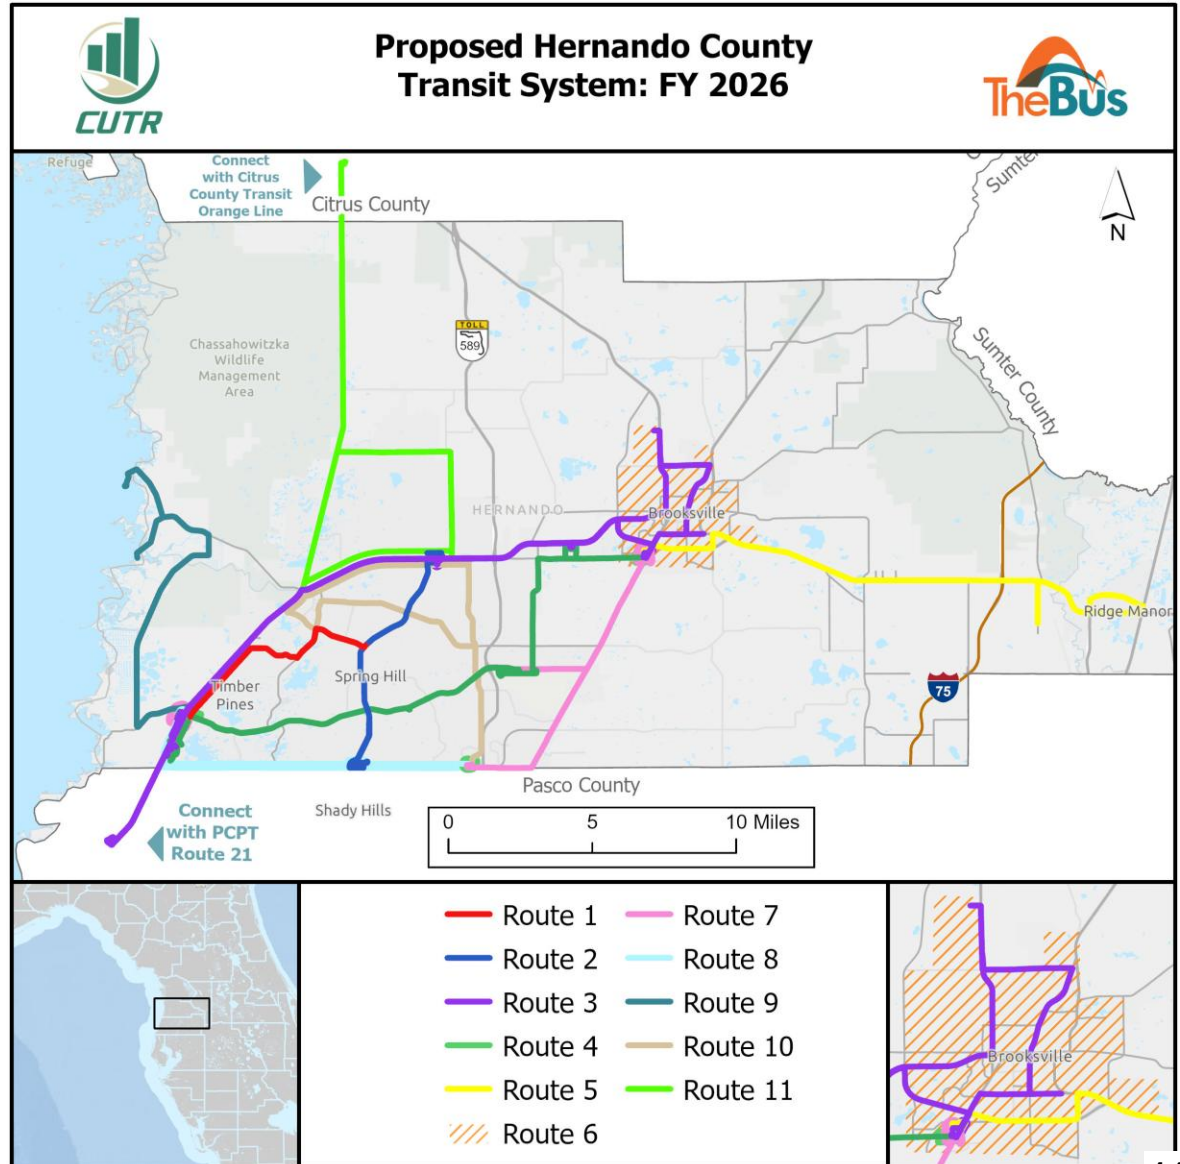 CUTR
Proposed Hernando County
Transit System: FY 2026
TheBus
Refuge
Connect
with Citrus
County Transit
Orange Line
Citrus County
Sumter
N
TOLL
589
Chassahowitzka
Wildlife
Management
Area
Sumter County
HERNANDO
Brooksville
Ridge Manor
Spring Hill
Timber
Pines
75
Pasco County
Shady Hills
Connect
with PCPT
Route 21
0 5 10 Miles
Route 1
Route 2
Route 3
Route 4
Route 5
Route 6
Route 7
Route 8
Route 9
Route 10
Route 11
Brooksville